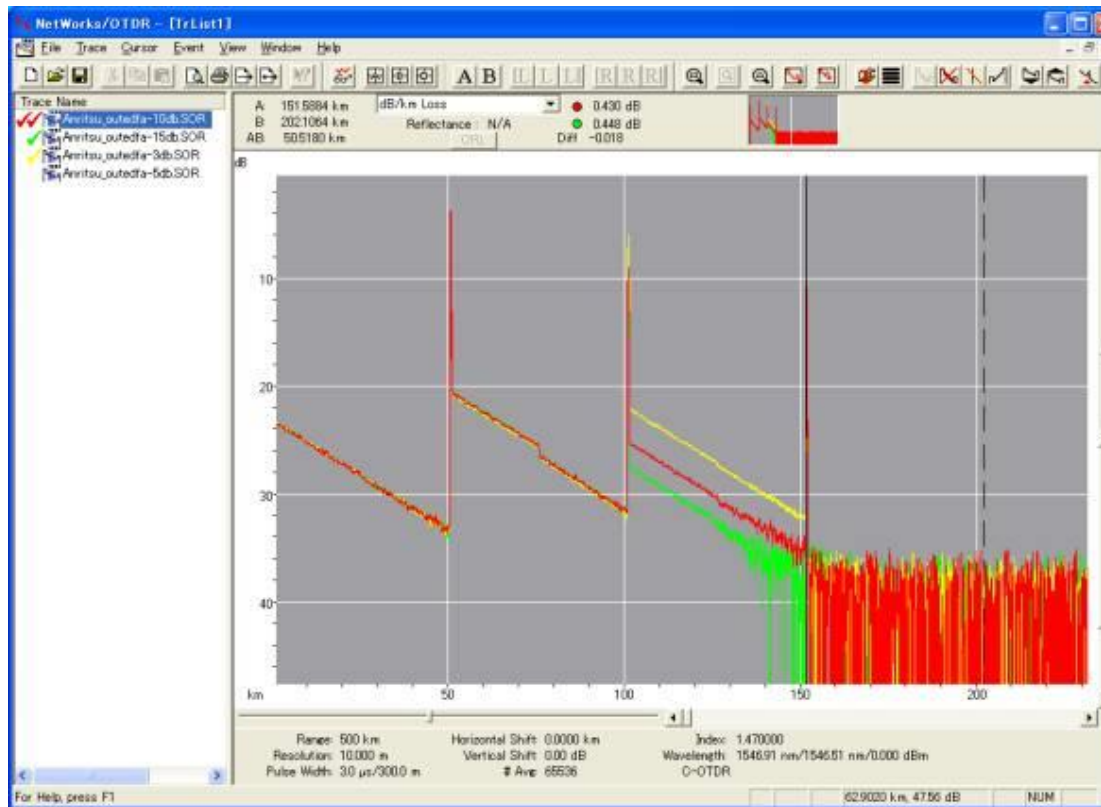 NetWorks/OTDR - [TrList1]
File Trace Cursor Event View Window Help
A B
Trace Name
Anritsu_outedfa-10db.SOR
Anritsu_outedfa-15db.SOR
Anritsu_outedfa-3db.SOR
Anritsu_outedfa-5db.SOR
A: 151.5884 km
B: 202.1064 km
AB: 50.5180 km
dB/km Loss
Reflectance : N/A
ORL
0.430 dB
0.448 dB
Diff -0.018
dB
10
20
30
40
km 50 100 150 200
Range: 500 km
Resolution: 10.000 m
Pulse Width: 3.0 µs/300.0 m
Horizontal Shift: 0.0000 km
Vertical Shift: 0.00 dB
# Avg: 65536
Index: 1.470000
Wavelength: 1546.91 nm/1546.51 nm/0.000 dBm
C-OTDR
For Help, press F1
62.9020 km, 47.56 dB
NUM